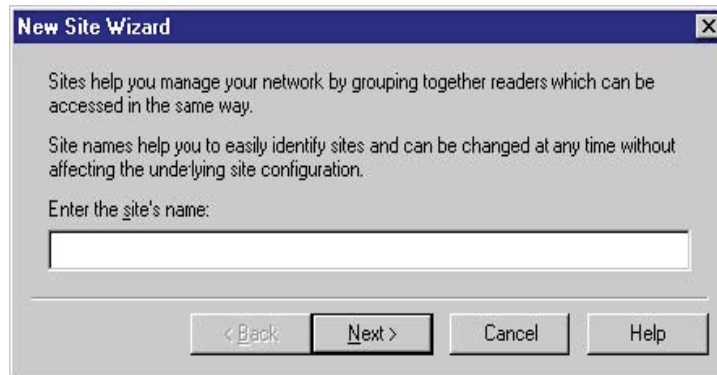 New Site Wizard
Sites help you manage your network by grouping together readers which can be
accessed in the same way.
Site names help you to easily identify sites and can be changed at any time without
affecting the underlying site configuration.
Enter the site's name:
< Back
Next >
Cancel
Help